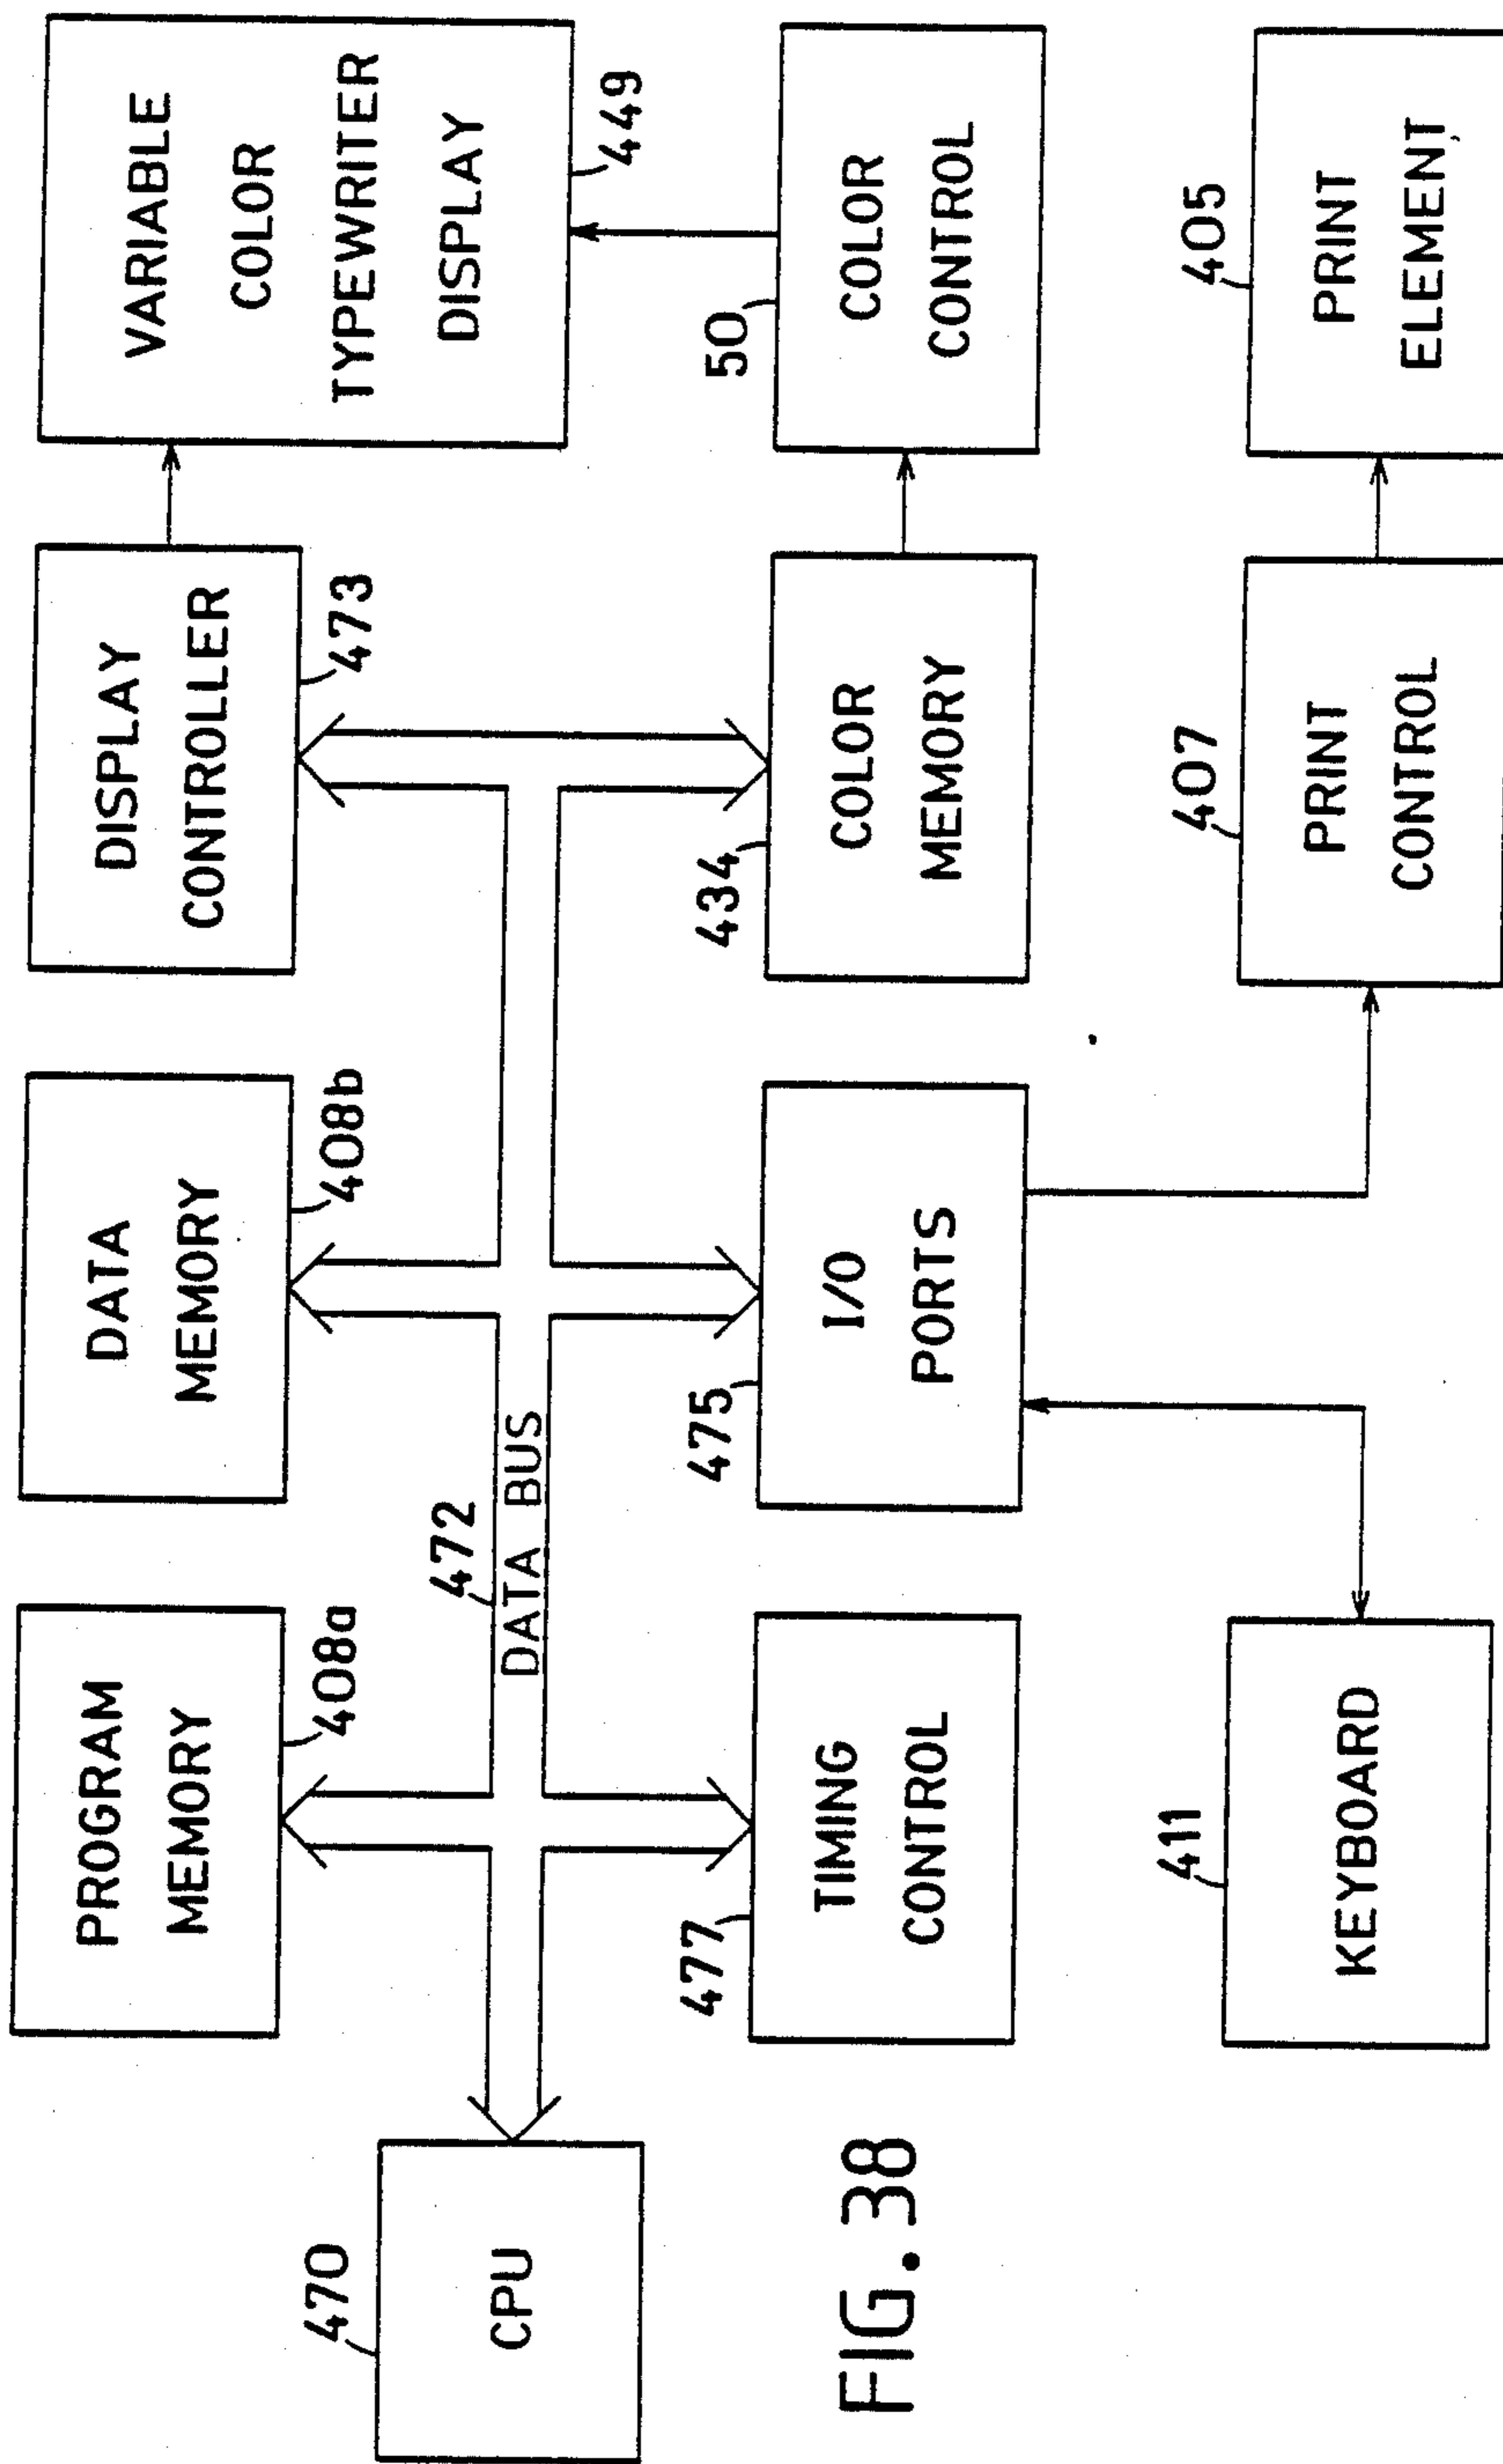 PROGRAM
MEMORY
408a
DATA
MEMORY
408b
DISPLAY
CONTROLLER
473
VARIABLE
COLOR
TYPEWRITER
DISPLAY
449
470
CPU
472
DATA BUS
477
TIMING
CONTROL
475
I/O
PORTS
434
COLOR
MEMORY
50
COLOR
CONTROL
411
KEYBOARD
407
PRINT
CONTROL
405
PRINT
ELEMENT
FIG. 38